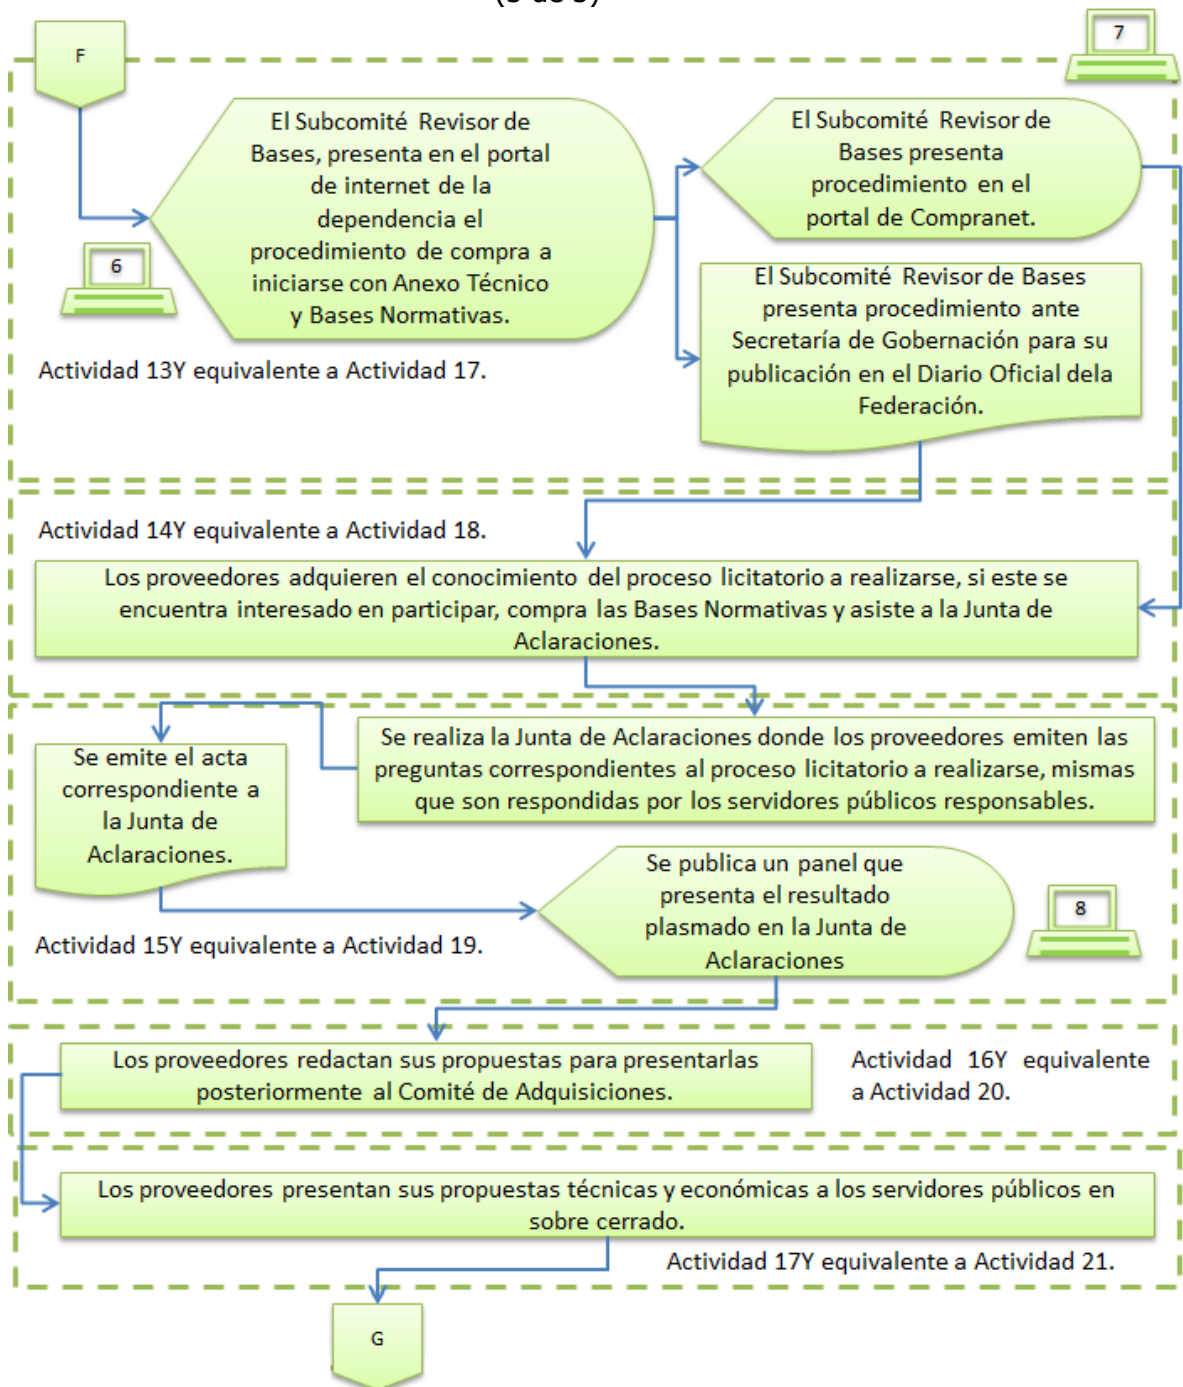 F
7
El Subcomité Revisor de
Bases, presenta en el portal
de internet de la
dependencia el
procedimiento de compra a
iniciarse con Anexo Técnico
y Bases Normativas.
El Subcomité Revisor de
Bases presenta
procedimiento en el
portal de Compranet.
6
El Subcomité Revisor de Bases
presenta procedimiento ante
Secretaría de Gobernación para su
publicación en el Diario Oficial dela
Federación.
Actividad 13Y equivalente a Actividad 17.
Actividad 14Y equivalente a Actividad 18.
Los proveedores adquieren el conocimiento del proceso licitatorio a realizarse, si este se
encuentra interesado en participar, compra las Bases Normativas y asiste a la Junta de
Aclaraciones.
Se realiza la Junta de Aclaraciones donde los proveedores emiten las
preguntas correspondientes al proceso licitatorio a realizarse, mismas
que son respondidas por los servidores públicos responsables.
Se emite el acta
correspondiente a
la Junta de
Aclaraciones.
Se publica un panel que
presenta el resultado
plasmado en la Junta de
Aclaraciones
8
Actividad 15Y equivalente a Actividad 19.
Los proveedores redactan sus propuestas para presentarlas
posteriormente al Comité de Adquisiciones.
Actividad 16Y equivalente
a Actividad 20.
Los proveedores presentan sus propuestas técnicas y económicas a los servidores públicos en
sobre cerrado.
Actividad 17Y equivalente a Actividad 21.
G